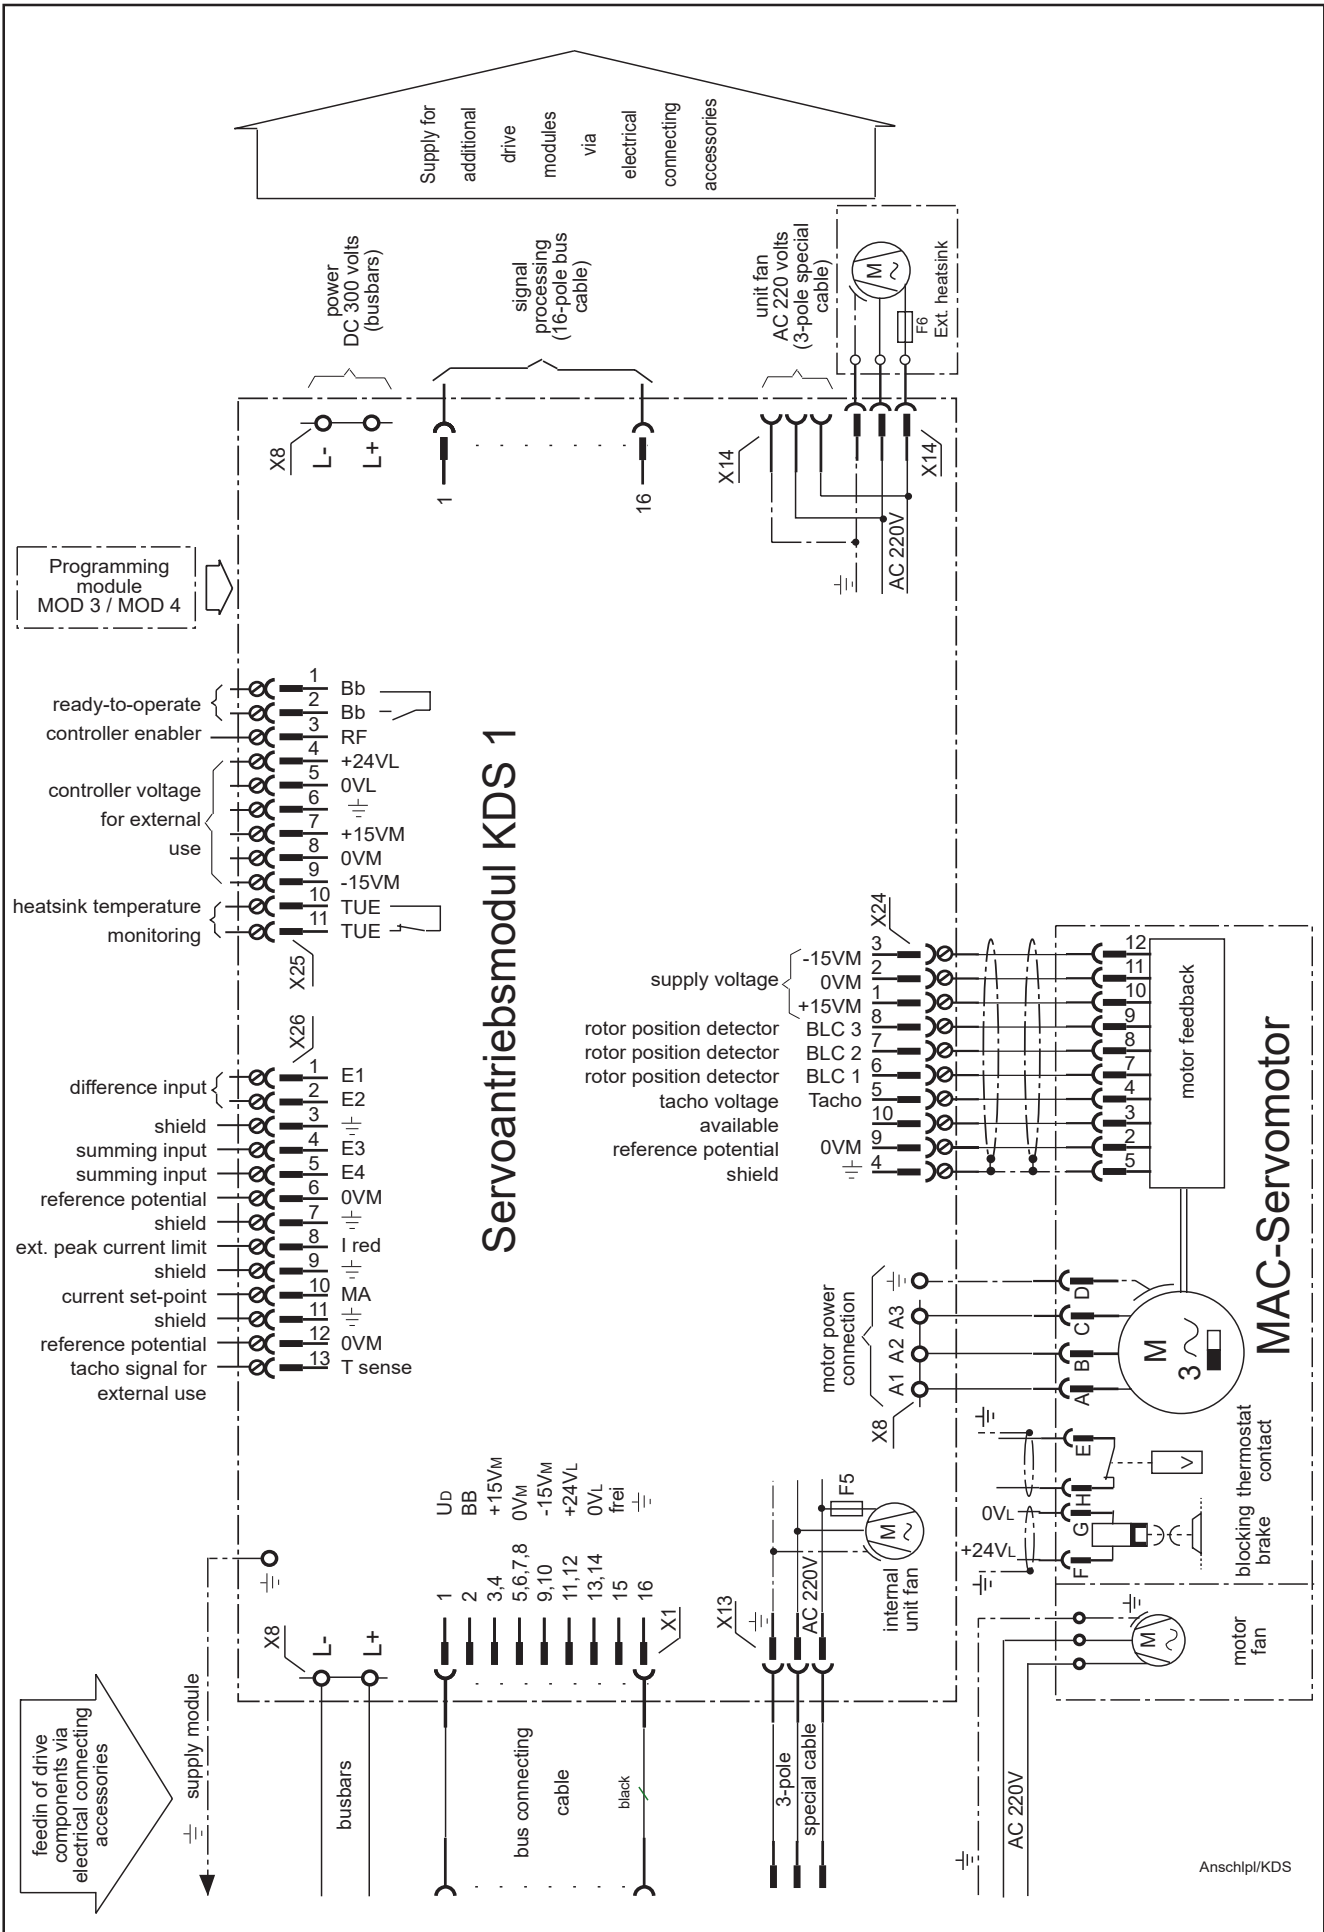 Supply for
additional
drive
modules
via
electrical
connecting
accessories
power
DC 300 volts
(busbars)
signal
processing
(16-pole bus
cable)
unit fan
AC 220 volts
(3-pole special
cable)
M
F6
Ext. heatsink
X8
L-
L+
1
16
X14
X14
AC 220V
Programming
module
MOD 3 / MOD 4
ready-to-operate
1 Bb
2 Bb
controller enabler 3 RF
controller voltage
for external
use
4 +24VL
5 0VL
6
7 +15VM
8 0VM
9 -15VM
heatsink temperature
monitoring
10 TUE
11 TUE
X25
X26
difference input
1 E1
2 E2
shield 3
summing input 4 E3
summing input 5 E4
reference potential 6 0VM
shield 7
ext. peak current limit 8 I red
shield 9
current set-point 10 MA
shield 11
reference potential 12 0VM
tacho signal for 13 T sense
external use
Servoantriebsmodul KDS 1
X24
supply voltage
-15VM 3 12
0VM 2 11
+15VM 1 10
rotor position detector BLC 3 8 9
rotor position detector BLC 2 7 8
rotor position detector BLC 1 6 7
tacho voltage Tacho 5 4
available 10 3
reference potential 0VM 9 2
shield 4 5
motor feedback
MAC-Servomotor
motor power
connection
A3
A2
A1
X8
D
C
B
A
M
3
E
H
G
F
0VL
+24VL
V
thermostat
contact
blocking
brake
M
motor
fan
AC 220V
UD
BB
+15VM
0VM
-15VM
+24VL
0VL
frei
1
2
3,4
5,6,7,8
9,10
11,12
13,14
15
16
X1
X13
AC 220V
F5
M
internal
unit fan
3-pole
special cable
bus connecting
cable
black
X8
L-
L+
busbars
supply module
feedin of drive
components via
electrical connecting
accessories
Anschlpl/KDS